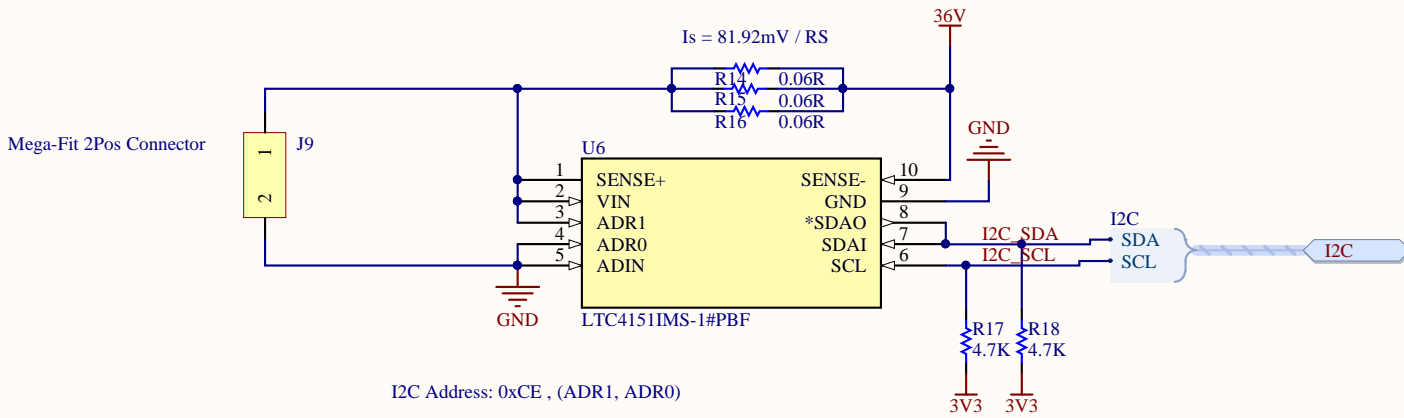 36V
Is = 81.92mV / RS
R14 0.06R
R15 0.06R
R16 0.06R
GND
Mega-Fit 2Pos Connector
J9
1
2
U6
1 SENSE+ SENSE- 10
2 VIN GND 9
3 ADR1 *SDAO 8
4 ADR0 SDAI 7
5 ADIN SCL 6
GND
LTC4151IMS-1#PBF
I2C_SDA
I2C_SCL
I2C
SDA
SCL
I2C
R17
4.7K
R18
4.7K
3V3
3V3
I2C Address: 0xCE , (ADR1, ADR0)